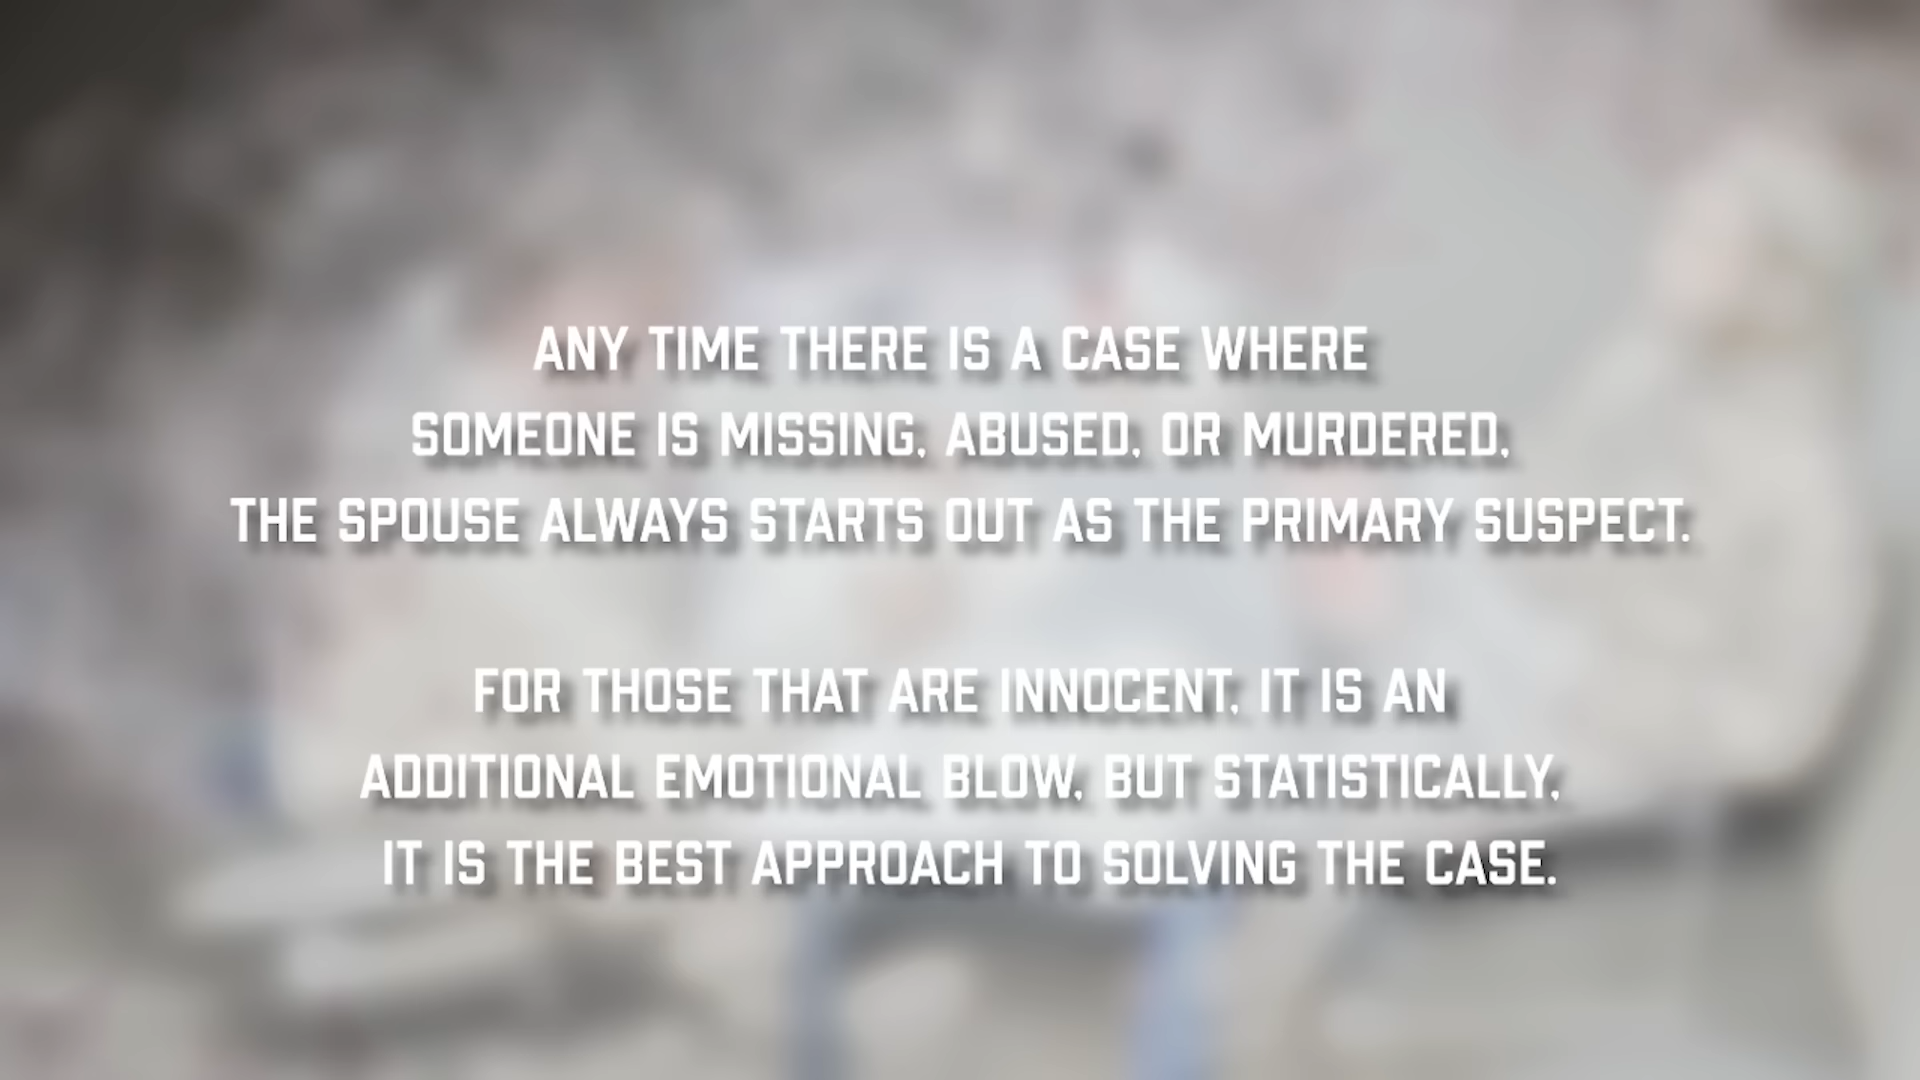 ANY TIME THERE IS A CASE WHERE
SOMEONE IS MISSING, ABUSED, OR MURDERED,
THE SPOUSE ALWAYS STARTS OUT AS THE PRIMARY SUSPECT.
FOR THOSE THAT ARE INNOCENT, IT IS AN
ADDITIONAL EMOTIONAL BLOW, BUT STATISTICALLY,
IT IS THE BEST APPROACH TO SOLVING THE CASE.